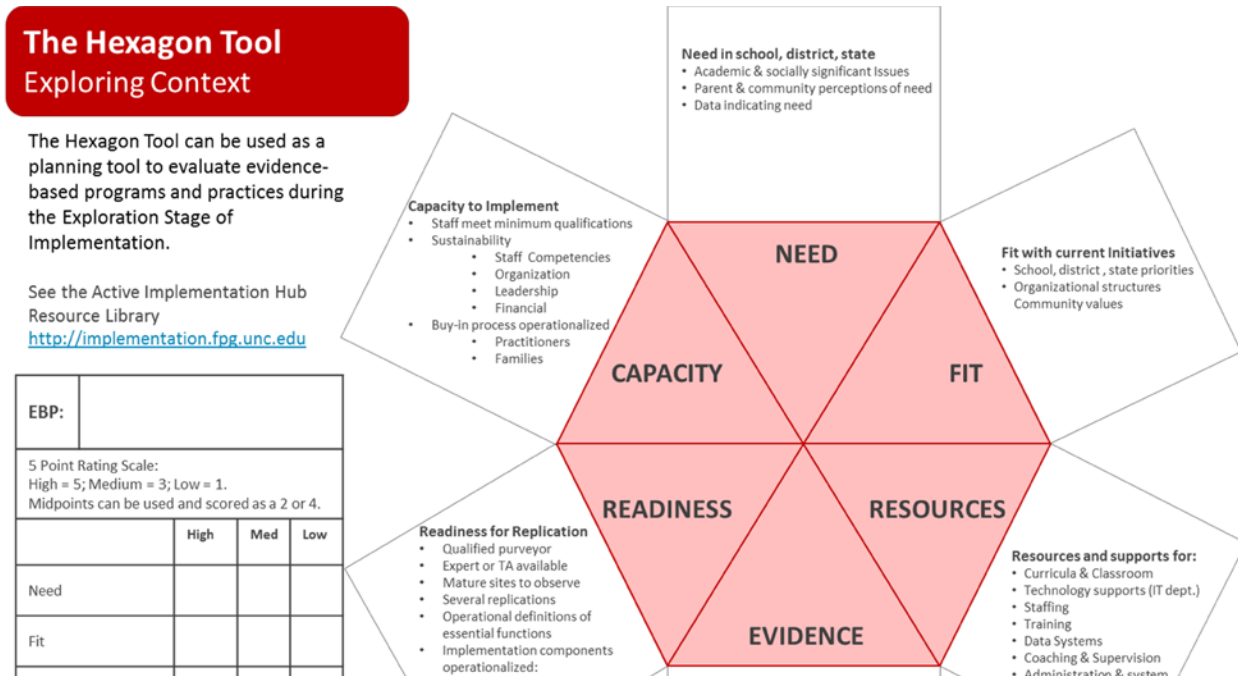 The Hexagon Tool
Exploring Context
The Hexagon Tool can be used as a
planning tool to evaluate evidence-
based programs and practices during
the Exploration Stage of
Implementation.
See the Active Implementation Hub
Resource Library
http://implementation.fpg.unc.edu
EBP:
5 Point Rating Scale:
High = 5; Medium = 3; Low = 1.
Midpoints can be used and scored as a 2 or 4.
High Med Low
Need
Fit
Need in school, district, state
• Academic & socially significant Issues
• Parent & community perceptions of need
• Data indicating need
Capacity to Implement
• Staff meet minimum qualifications
• Sustainability
• Staff Competencies
• Organization
• Leadership
• Financial
• Buy-in process operationalized
• Practitioners
• Families
Fit with current Initiatives
• School, district , state priorities
• Organizational structures
Community values
NEED
CAPACITY
FIT
READINESS
RESOURCES
EVIDENCE
Readiness for Replication
• Qualified purveyor
• Expert or TA available
• Mature sites to observe
• Several replications
• Operational definitions of
essential functions
• Implementation components
operationalized:
Resources and supports for:
• Curricula & Classroom
• Technology supports (IT dept.)
• Staffing
• Training
• Data Systems
• Coaching & Supervision
• Administration & system